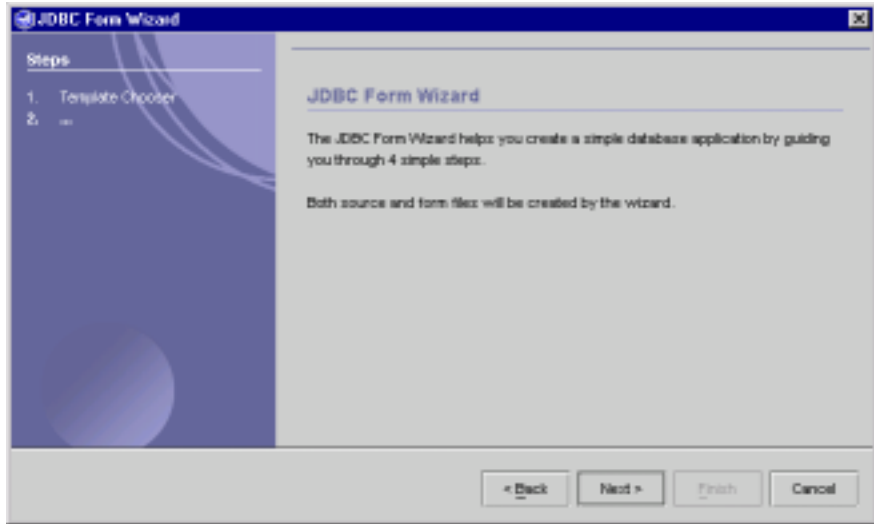 JDBC Form Wizard
Steps
1. Template Chooser
2. ...
JDBC Form Wizard
The JDBC Form Wizard helps you create a simple database application by guiding
you through 4 simple steps.
Both source and form files will be created by the wizard.
< Back
Next >
Finish
Cancel